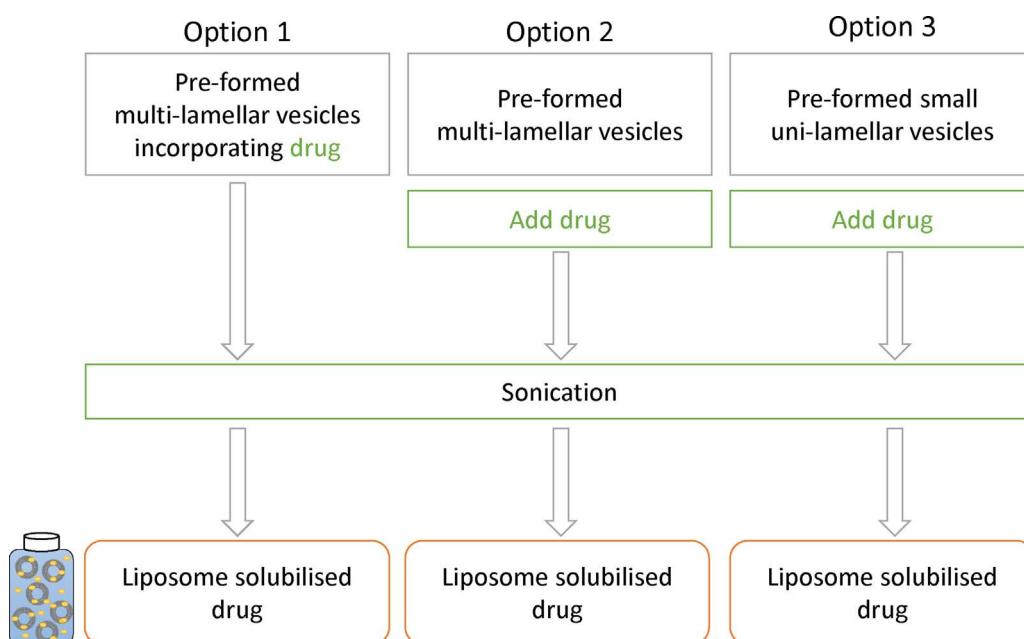 Option 1
Option 2
Option 3
Pre-formed
multi-lamellar vesicles
incorporating drug
Pre-formed
multi-lamellar vesicles
Pre-formed small
uni-lamellar vesicles
Add drug
Add drug
Sonication
Liposome solubilised
drug
Liposome solubilised
drug
Liposome solubilised
drug